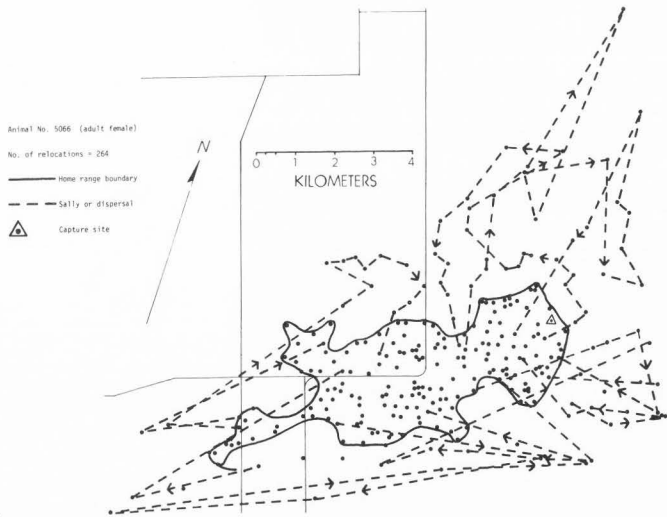 Animal No. 5066 (adult female)
No. of relocations = 264
Home range boundary
Sally or dispersal
Capture site
N
0 1 2 3 4
KILOMETERS